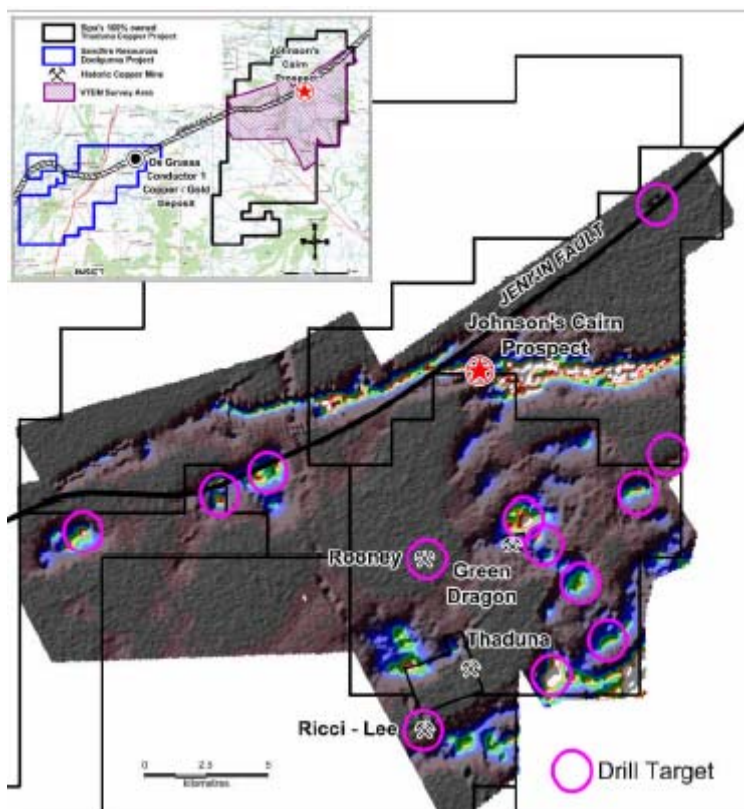 100% owned
Thaduna Copper Project
Sandfire Resources
Doolgunna Project
Historic Copper Mine
VTEM Survey Area
Johnson's
Cairn
Prospect
De Grussa
Conductor 1
Copper / Gold
Deposit
JENKIN FAULT
Johnson's Cairn
Prospect
Rooney
Green
Dragon
Thaduna
Ricci - Lee
0 2.5 5
kilometres
Drill Target